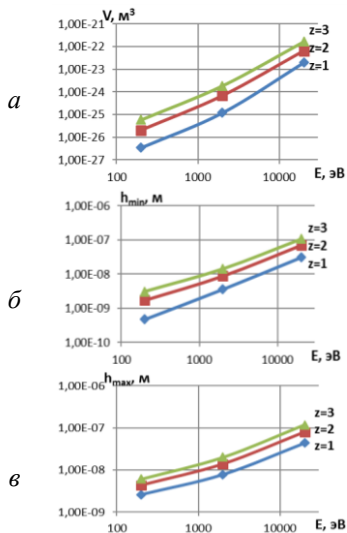 V, м³
1,00E-21
1,00E-22
1,00E-23
1,00E-24
1,00E-25
1,00E-26
1,00E-27
z=3
z=2
z=1
100
1000
10000
E, эВ
а
hmin, м
1,00E-06
1,00E-07
1,00E-08
1,00E-09
1,00E-10
z=3
z=2
z=1
100
1000
10000
E, эВ
б
hmax, м
1,00E-06
1,00E-07
1,00E-08
1,00E-09
z=3
z=2
z=1
100
1000
10000
E, эВ
в